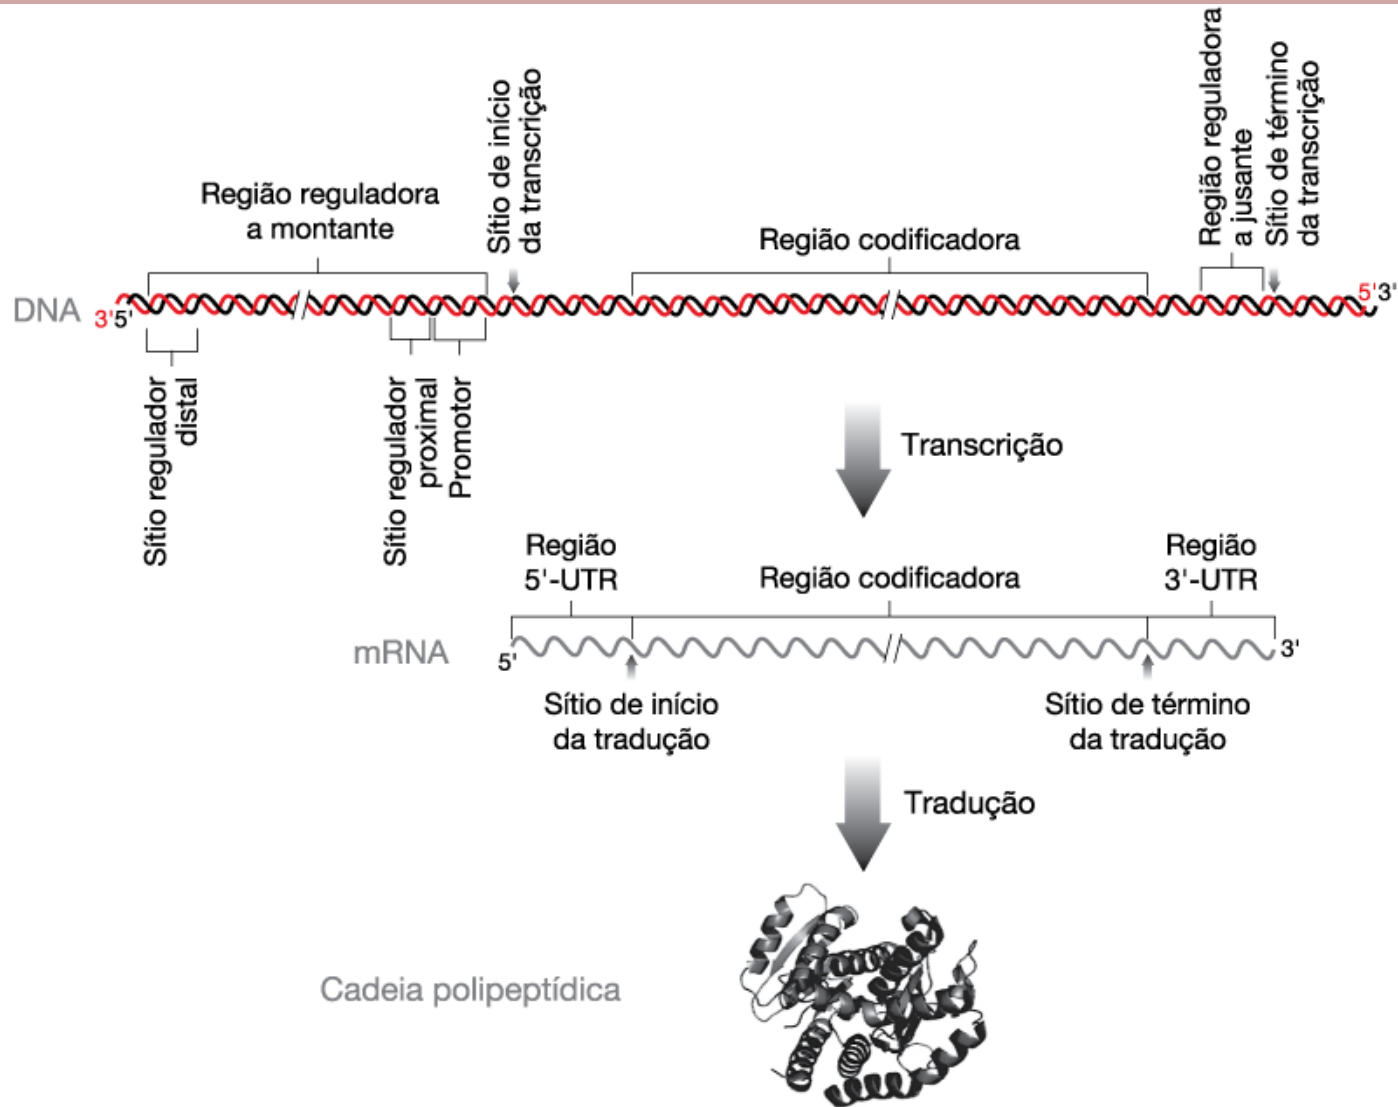 Região reguladora
a montante
Sítio de início
da transcrição
Região codificadora
Região reguladora
a jusante
Sítio de término
da transcrição
DNA
3'5'
5'3'
Sítio regulador
distal
Sítio regulador
proximal
Promotor
Transcrição
Região
5'-UTR
Região codificadora
Região
3'-UTR
mRNA
5'
3'
Sítio de início
da tradução
Sítio de término
da tradução
Tradução
Cadeia polipeptídica